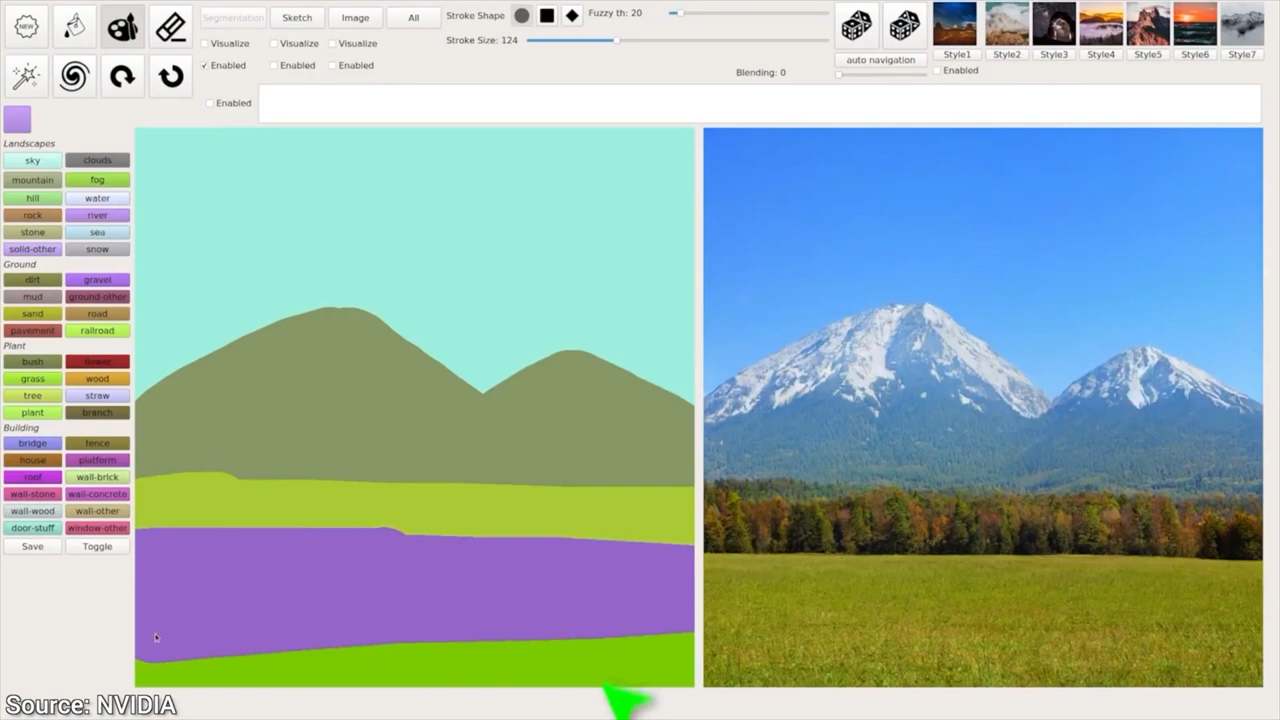 NEW
Segmentation Sketch Image All
Visualize Visualize Visualize
Enabled Enabled Enabled
Stroke Shape
Fuzzy th: 20
Stroke Size: 124
Blending: 0
auto navigation
Style1 Style2 Style3 Style4 Style5 Style6 Style7
Enabled
Enabled
Landscapes
sky clouds
mountain fog
hill water
rock river
stone sea
solid-other snow
Ground
dirt gravel
mud ground-other
sand road
pavement railroad
Plant
bush flower
grass wood
tree straw
plant branch
Building
bridge fence
house platform
roof wall-brick
wall-stone wall-concrete
wall-wood wall-other
door-stuff window-other
Save Toggle
Source: NVIDIA